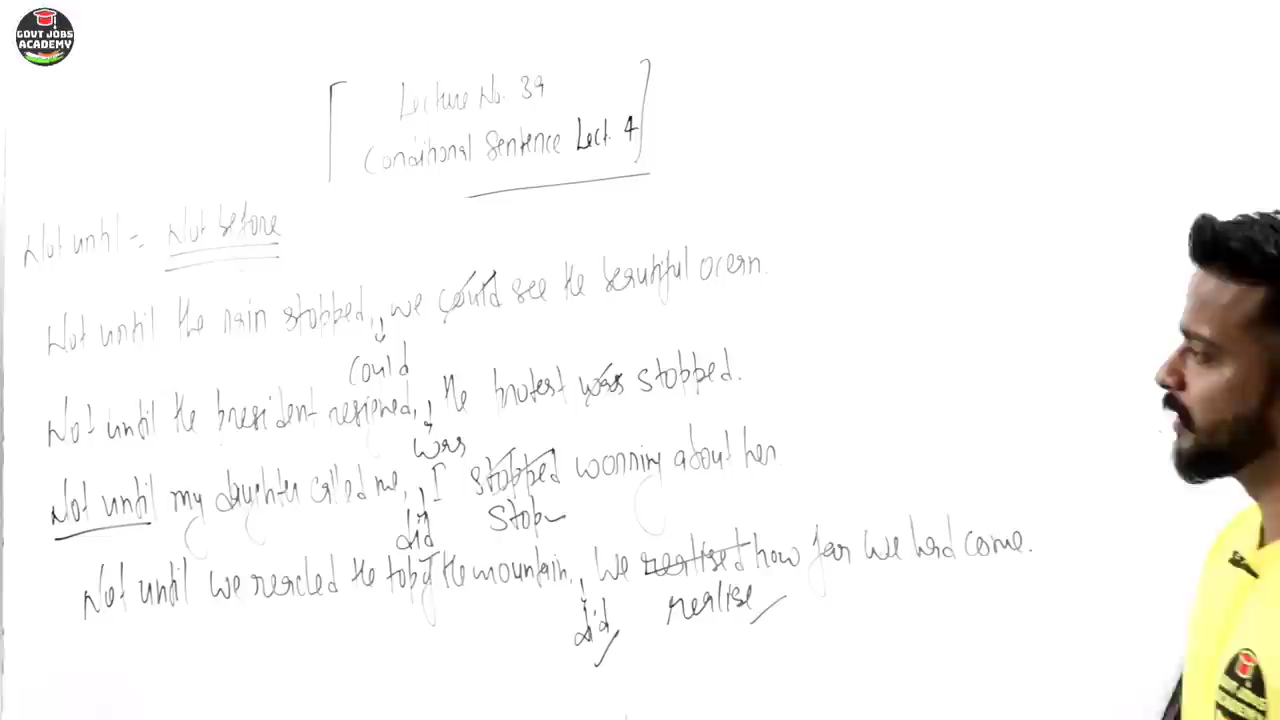 GOVT JOBS
ACADEMY
Lecture No. 39
Conditional Sentence Lect. 4
Not until = Not before
Not until the rain stopped, we could see the beautiful ocean.
could
Not until the president resigned, the protest was stopped.
was
Not until my daughter called me, I stopped worrying about her
did stop
Not until we reached the top of the mountain, we realised how far we had come.
did realise